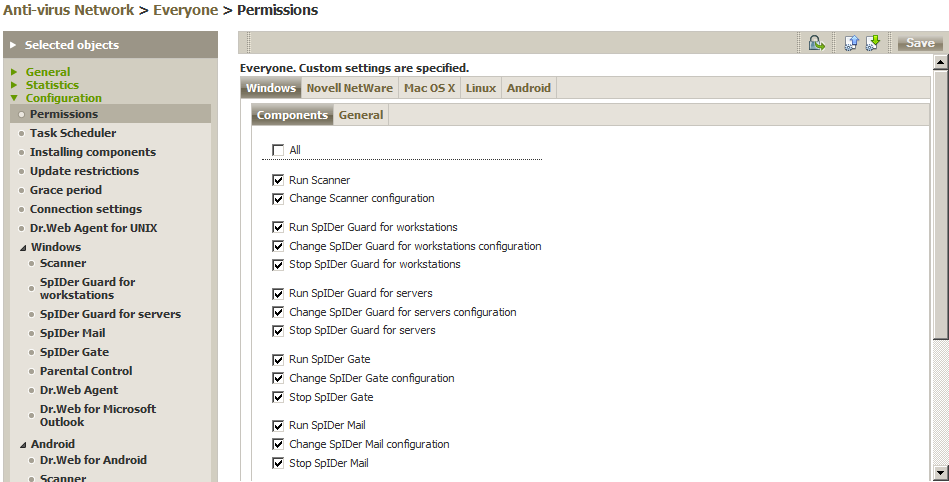 Anti-virus Network > Everyone > Permissions
Selected objects
Save
General
Statistics
Configuration
Permissions
Task Scheduler
Installing components
Update restrictions
Grace period
Connection settings
Dr.Web Agent for UNIX
Windows
Scanner
SpIDer Guard for
workstations
SpIDer Guard for servers
SpIDer Mail
SpIDer Gate
Parental Control
Dr.Web Agent
Dr.Web for Microsoft
Outlook
Android
Dr.Web for Android
Scanner
Everyone. Custom settings are specified.
Windows Novell NetWare Mac OS X Linux Android
Components General
All
Run Scanner
Change Scanner configuration
Run SpIDer Guard for workstations
Change SpIDer Guard for workstations configuration
Stop SpIDer Guard for workstations
Run SpIDer Guard for servers
Change SpIDer Guard for servers configuration
Stop SpIDer Guard for servers
Run SpIDer Gate
Change SpIDer Gate configuration
Stop SpIDer Gate
Run SpIDer Mail
Change SpIDer Mail configuration
Stop SpIDer Mail